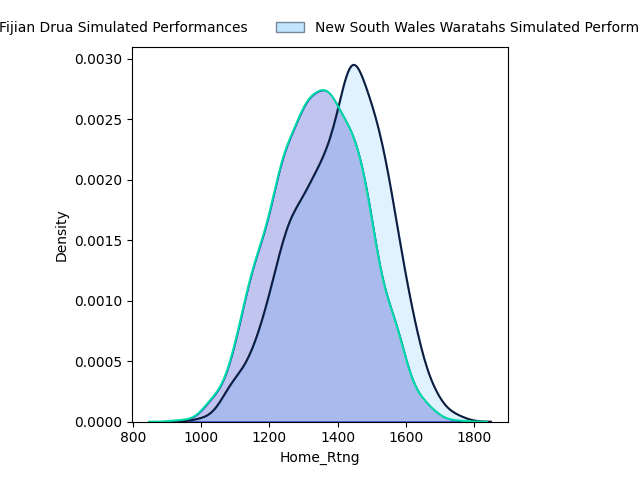 Fijian Drua Simulated Performances
New South Wales Waratahs Simulated Perform
0.0030
0.0025
0.0020
0.0015
0.0010
0.0005
0.0000
Density
800 1000 1200 1400 1600 1800
Home_Rtng